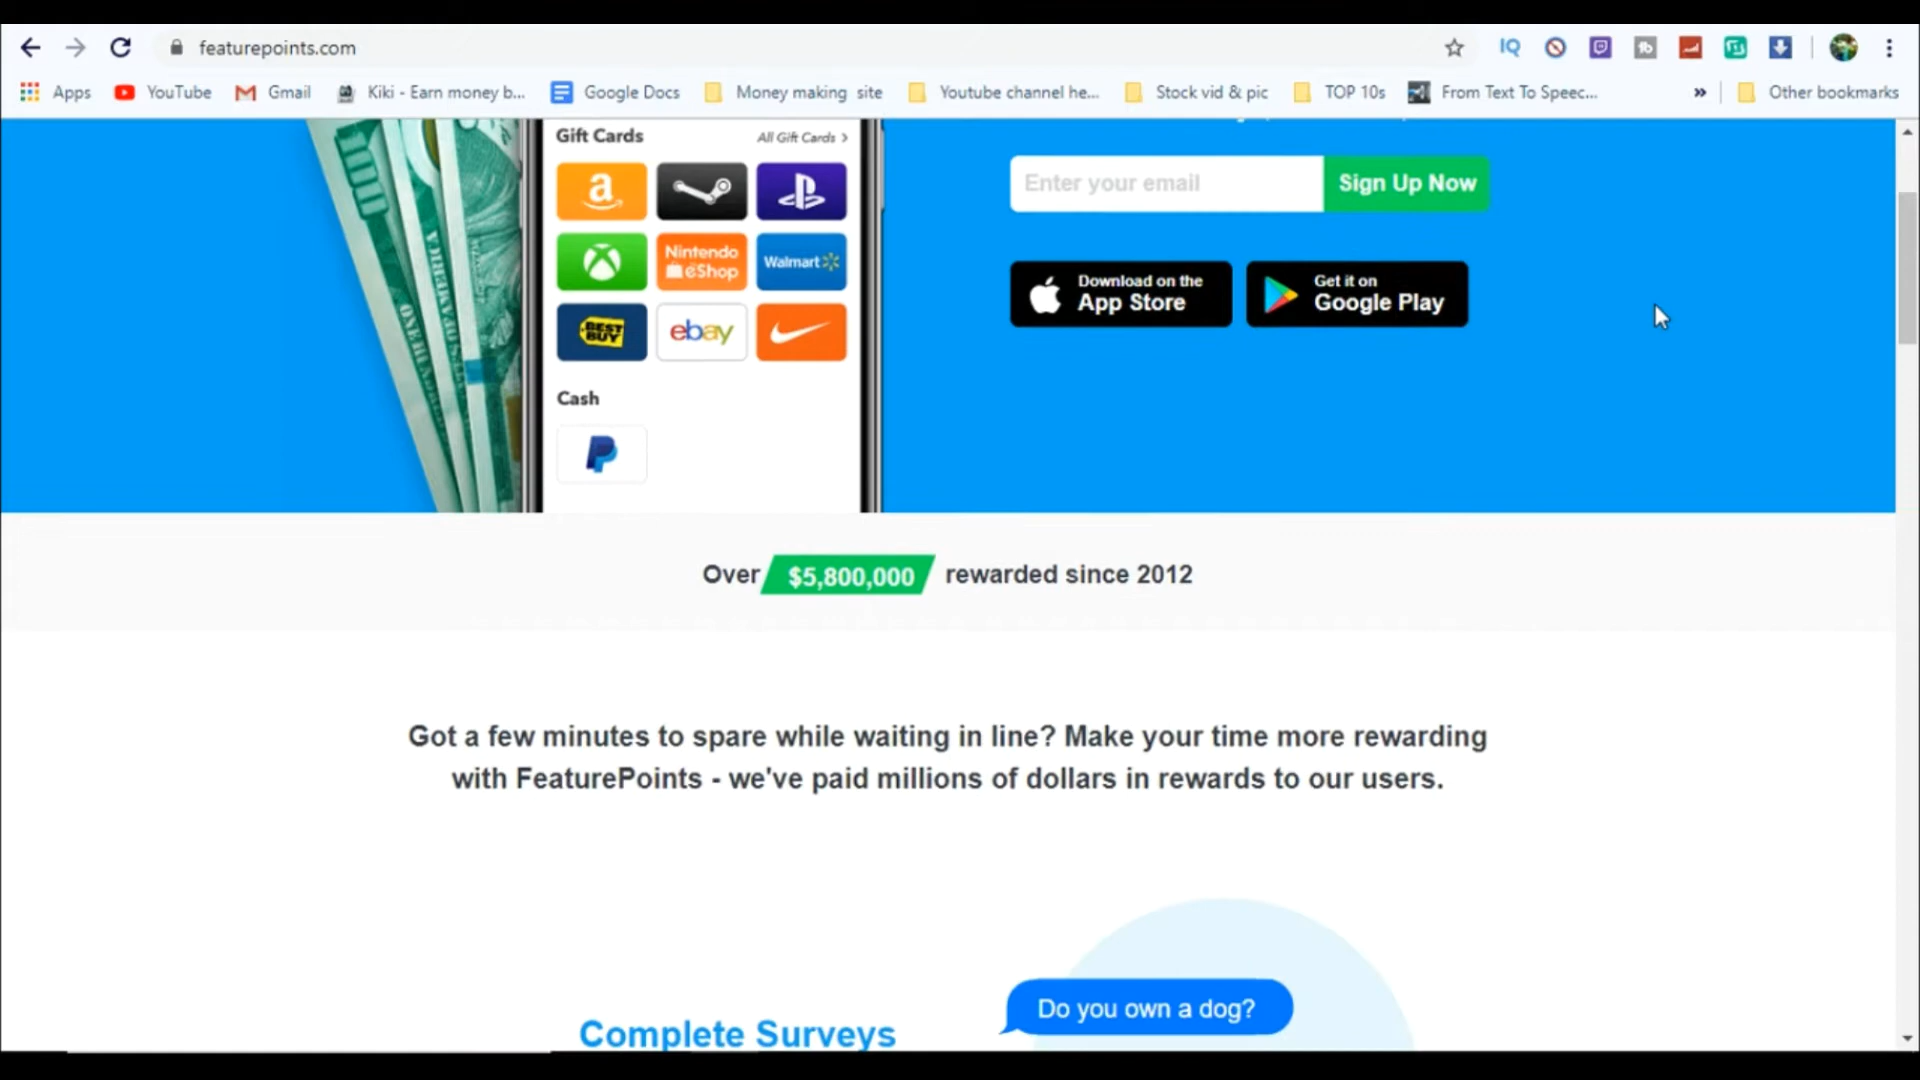 featurepoints.com
Apps
YouTube
Gmail
Kiki - Earn money b...
Google Docs
Money making site
Youtube channel he...
Stock vid & pic
TOP 10s
From Text To Speec...
»
Other bookmarks
Gift Cards
All Gift Cards >
Nintendo
eShop
Walmart
BEST
BUY
ebay
Cash
Enter your email
Sign Up Now
Download on the
App Store
Get it on
Google Play
Over $5,800,000 rewarded since 2012
Got a few minutes to spare while waiting in line? Make your time more rewarding
with FeaturePoints - we've paid millions of dollars in rewards to our users.
Do you own a dog?
Complete Surveys